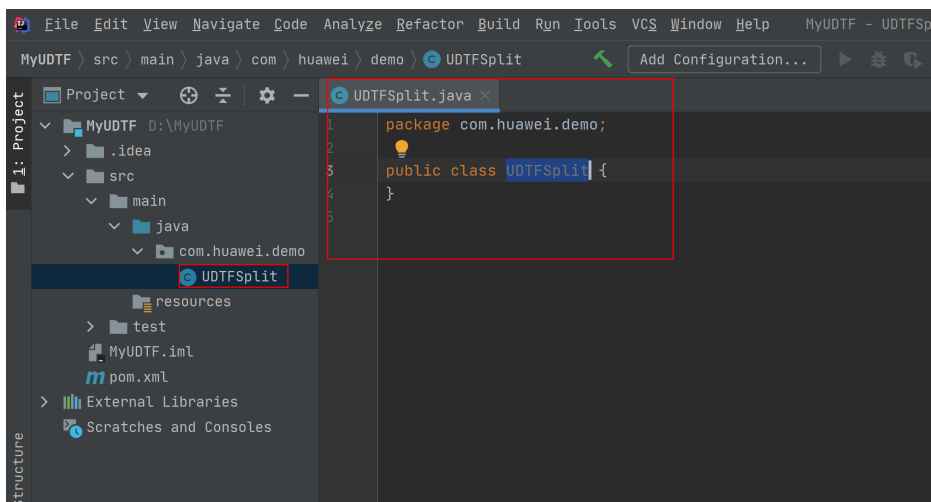 File Edit View Navigate Code Analyze Refactor Build Run Tools VCS Window Help MyUDTF - UDTFSp
MyUDTF src main java com huawei demo UDTFSplit Add Configuration...
1: Project
Project
UDTFSplit.java
MyUDTF D:\MyUDTF
.idea
src
main
java
com.huawei.demo
UDTFSplit
resources
test
MyUDTF.iml
pom.xml
External Libraries
Scratches and Consoles
1 package com.huawei.demo;
2
3 public class UDTFSplit {
4 }
5
tructure